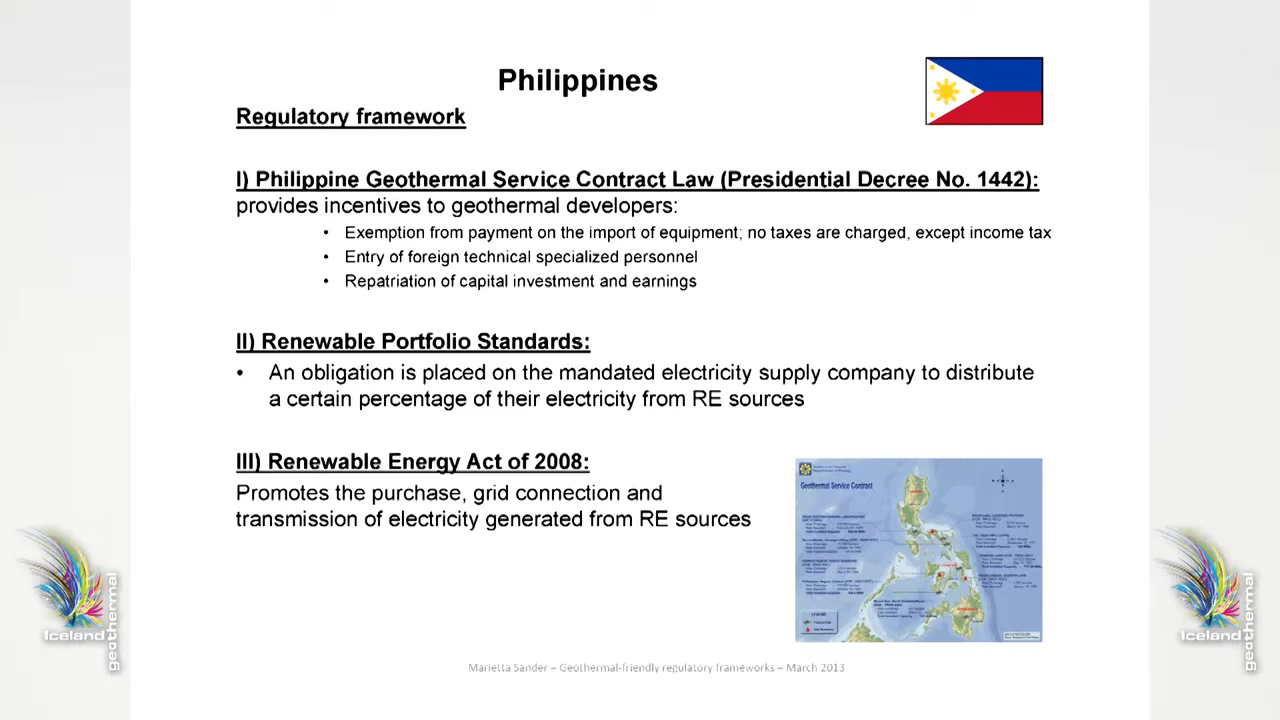 Philippines
Regulatory framework
I) Philippine Geothermal Service Contract Law (Presidential Decree No. 1442):
provides incentives to geothermal developers:
• Exemption from payment on the import of equipment; no taxes are charged, except income tax
• Entry of foreign technical specialized personnel
• Repatriation of capital investment and earnings
II) Renewable Portfolio Standards:
• An obligation is placed on the mandated electricity supply company to distribute
a certain percentage of their electricity from RE sources
III) Renewable Energy Act of 2008:
Promotes the purchase, grid connection and
transmission of electricity generated from RE sources
Geothermal Service Contract
Iceland
geothermal
Iceland
geothermal
Marietta Sander – Geothermal-friendly regulatory frameworks – March 2013